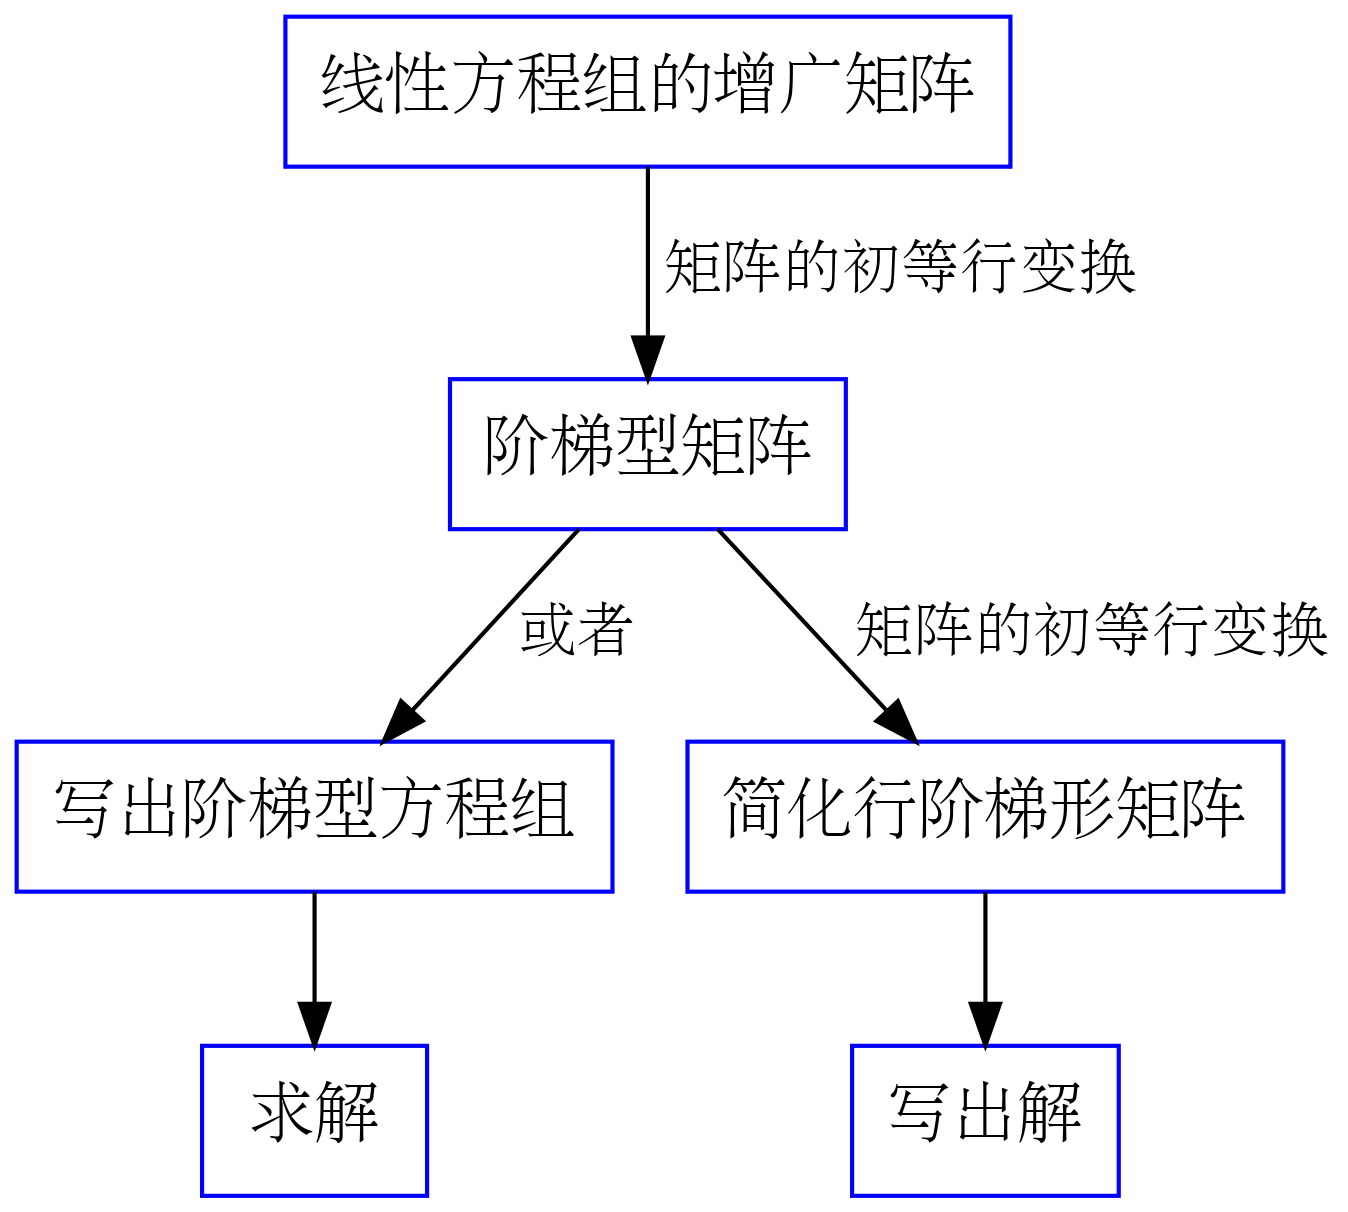 线性方程组的增广矩阵
矩阵的初等行变换
阶梯型矩阵
或者
矩阵的初等行变换
写出阶梯型方程组
简化行阶梯形矩阵
求解
写出解